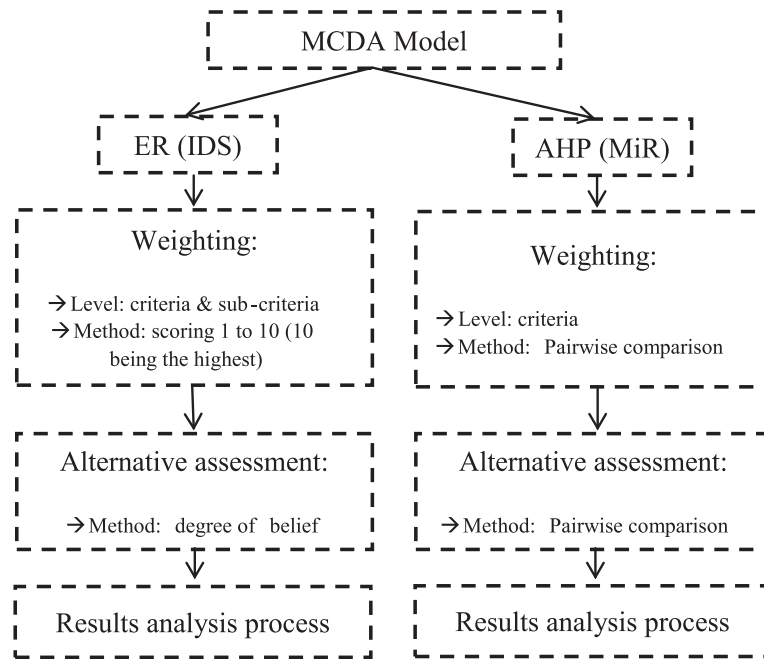 MCDA Model
ER (IDS)
AHP (MiR)
Weighting:
→ Level: criteria & sub-criteria
→ Method: scoring 1 to 10 (10
being the highest)
Weighting:
→ Level: criteria
→ Method: Pairwise comparison
Alternative assessment:
→ Method: degree of belief
Alternative assessment:
→ Method: Pairwise comparison
Results analysis process
Results analysis process